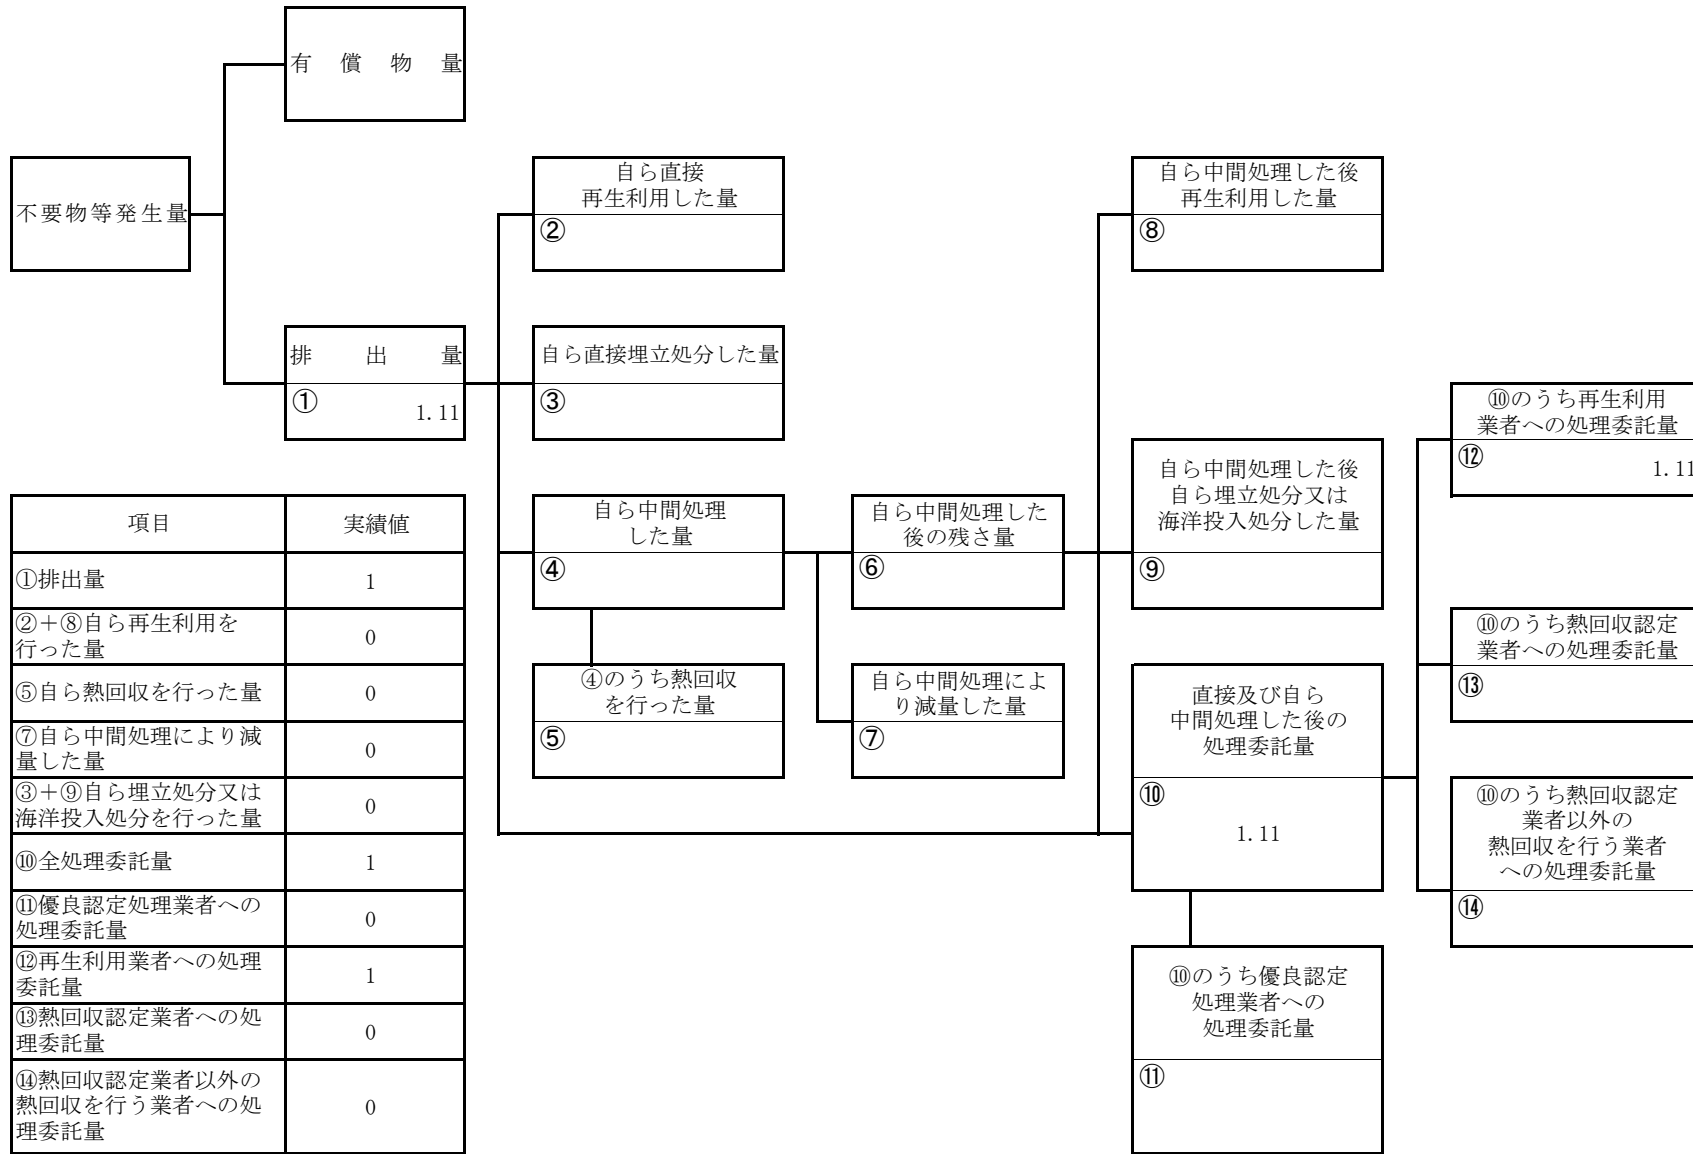 有償物量
不要物等発生量
排出量
①
1.11
自ら直接
再生利用した量
②
自ら直接埋立処分した量
③
自ら中間処理
した量
④
④のうち熱回収
を行った量
⑤
自ら中間処理した
後の残さ量
⑥
自ら中間処理によ
り減量した量
⑦
自ら中間処理した後
再生利用した量
⑧
自ら中間処理した後
自ら埋立処分又は
海洋投入処分した量
⑨
直接及び自ら
中間処理した後の
処理委託量
⑩
1.11
⑩のうち優良認定
処理業者への
処理委託量
⑪
⑩のうち再生利用
業者への処理委託量
⑫
1.11
⑩のうち熱回収認定
業者への処理委託量
⑬
⑩のうち熱回収認定
業者以外の
熱回収を行う業者
への処理委託量
⑭
項目 実績値
①排出量 1
②＋⑧自ら再生利用を
行った量 0
⑤自ら熱回収を行った量 0
⑦自ら中間処理により減
量した量 0
③＋⑨自ら埋立処分又は
海洋投入処分を行った量 0
⑩全処理委託量 1
⑪優良認定処理業者への
処理委託量 0
⑫再生利用業者への処理
委託量 1
⑬熱回収認定業者への処
理委託量 0
⑭熱回収認定業者以外の
熱回収を行う業者への処
理委託量 0